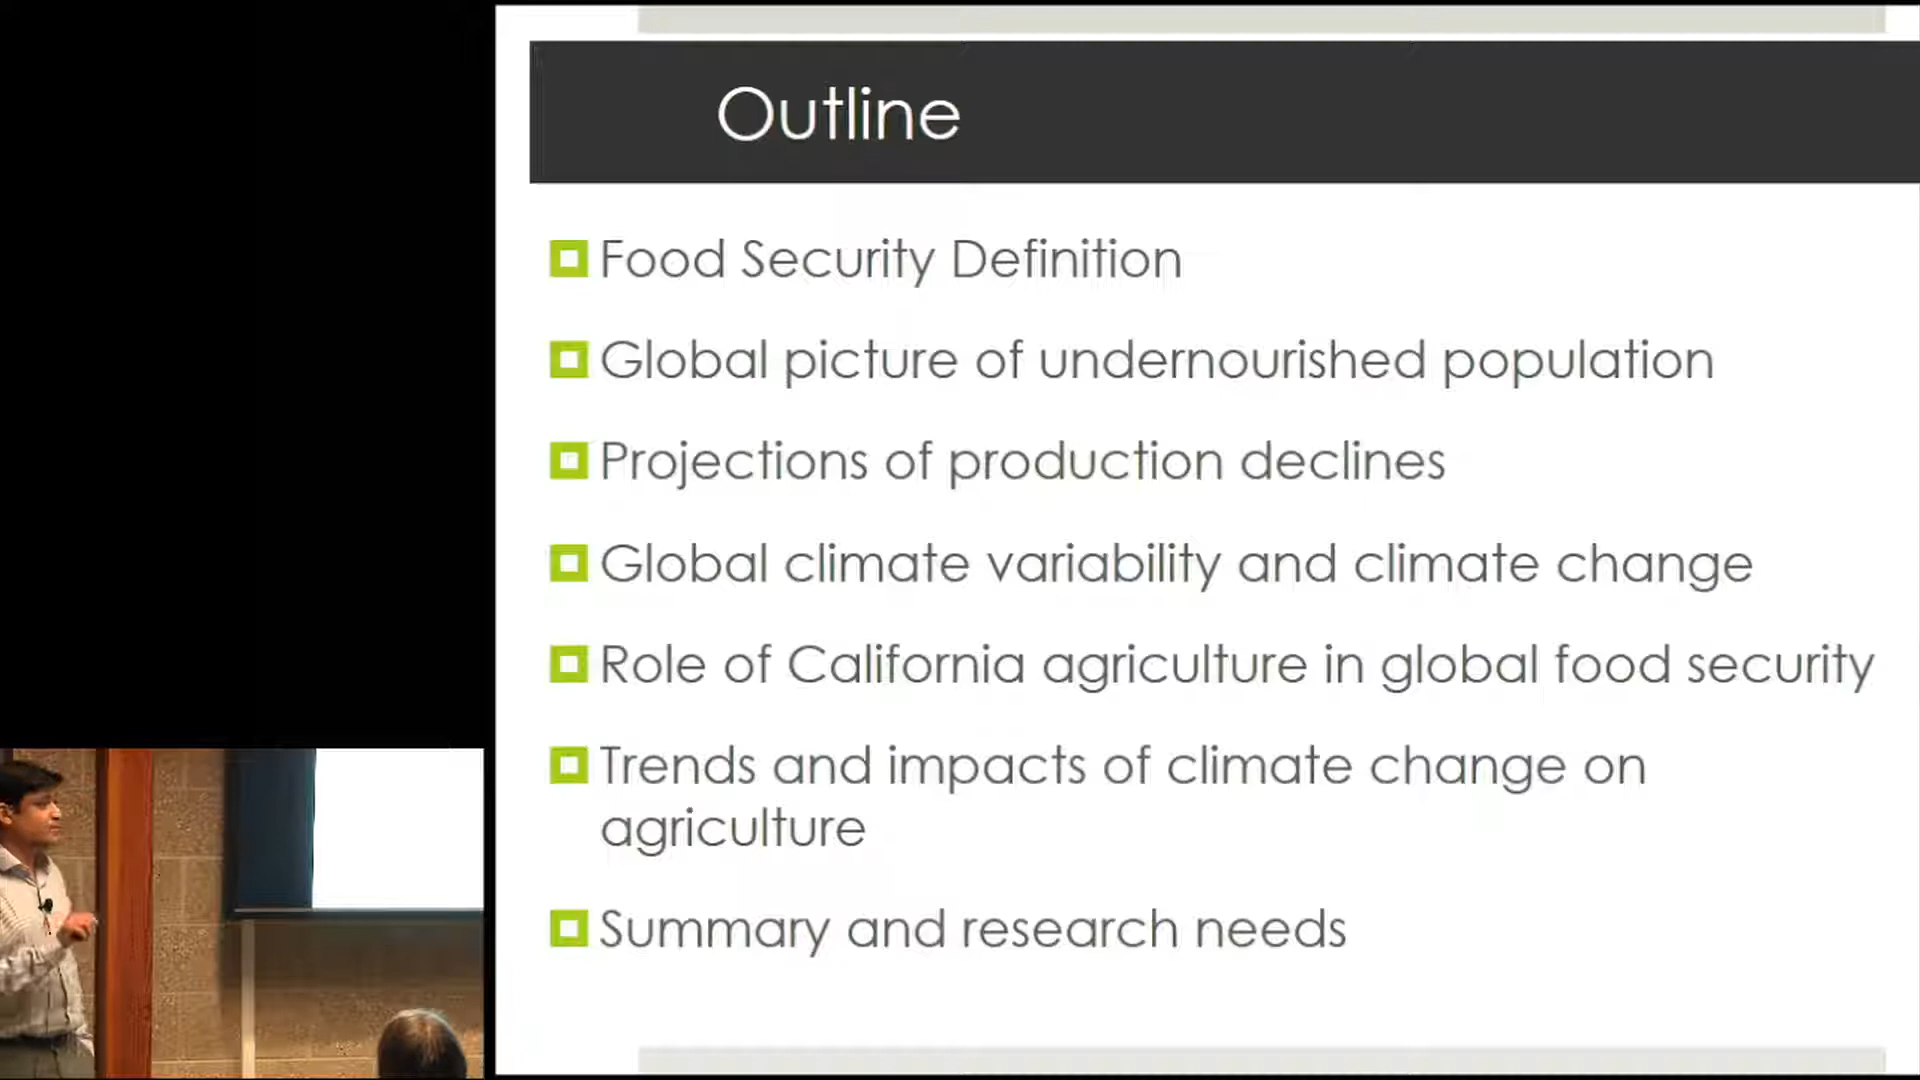 Outline
Food Security Definition
Global picture of undernourished population
Projections of production declines
Global climate variability and climate change
Role of California agriculture in global food security
Trends and impacts of climate change on
agriculture
Summary and research needs